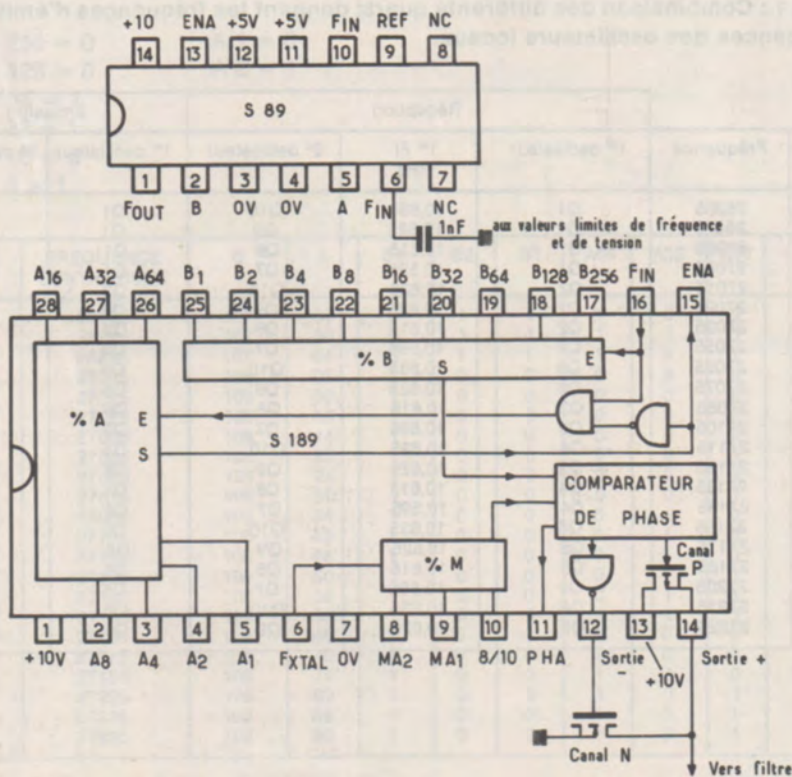 +10 ENA +5V +5V FIN REF NC
14 13 12 11 10 9 8
S 89
1 2 3 4 5 6 7
FOUT B 0V 0V A FIN NC
1nF aux valeurs limites de fréquence
et de tension
A16 A32 A64 B1 B2 B4 B8 B16 B32 B64 B128 B256 FIN ENA
28 27 26 25 24 23 22 21 20 19 18 17 16 15
% B S E
% A E
S S 189
COMPARATEUR
DE PHASE
% M
Canal
P
1 2 3 4 5 6 7 8 9 10 11 12 13 14
+10V A8 A4 A2 A1 FXTAL 0V MA2 MA1 8/10 PHA Sortie - +10V Sortie +
Canal N
Vers filtre